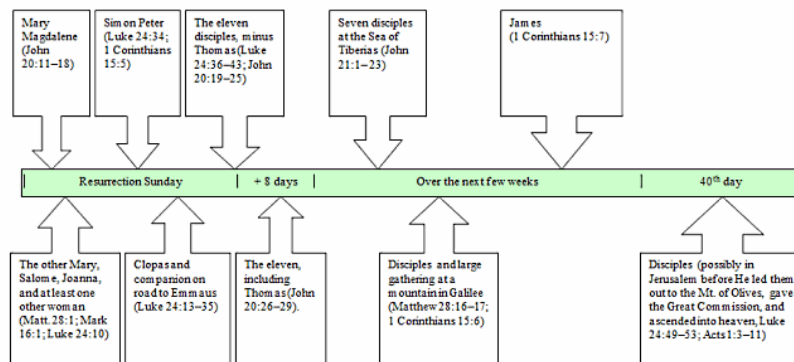 Mary
Magdalene
(John
20:11–18)
Simon Peter
(Luke 24:34;
1 Corinthians
15:5)
The eleven
disciples, minus
Thomas(Luke
24:36–43; John
20:19–25)
Seven disciples
at the Sea of
Tiberias (John
21:1–23)
James
(1 Corinthians 15:7)
Resurrection Sunday
+ 8 days
Over the next few weeks
40th day
The other Mary,
Salome, Joanna,
and at least one
other woman
(Matt. 28:1; Mark
16:1; Luke 24:10)
Clopas and
companion on
road to Emmaus
(Luke 24:13–35)
The eleven,
including
Thomas(John
20:26–29).
Disciples and large
gathering at a
mountain in Galilee
(Matthew 28:16–17;
1 Corinthians 15:6)
Disciples (possibly in
Jerusalem before He led them
out to the Mt. of Olives, gave
the Great Commission, and
ascended into heaven, Luke
24:49–53; Acts1:3–11)